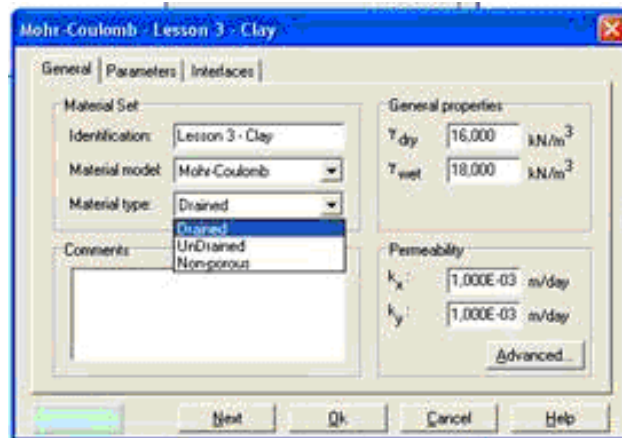 Mohr-Coulomb - Lesson 3 - Clay
General Parameters Interfaces
Material Set
Identification: Lesson 3 - Clay
Material model: Mohr-Coulomb
Material type: Drained
Drained
UnDrained
Non-porous
Comments
General properties
γdry 16,000 kN/m³
γwet 18,000 kN/m³
Permeability
kx: 1,000E-03 m/day
ky: 1,000E-03 m/day
Advanced...
Next Ok Cancel Help